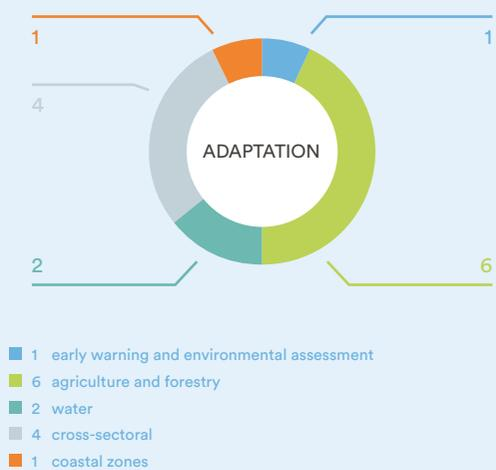 1
1
4
ADAPTATION
2
6
1 early warning and environmental assessment
6 agriculture and forestry
2 water
4 cross-sectoral
1 coastal zones